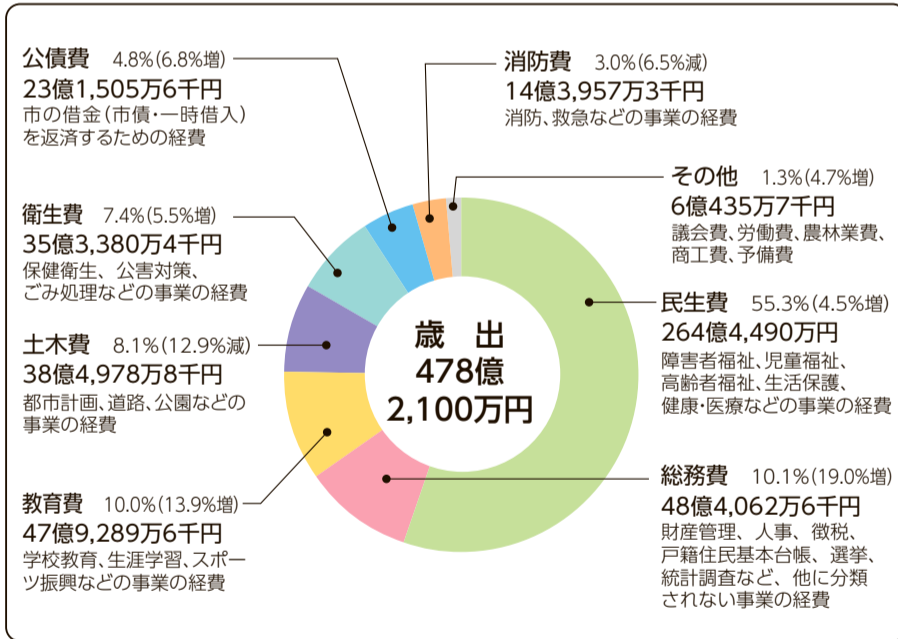 公債費 4.8%(6.8%増)
23億1,505万6千円
市の借金(市債・一時借入)
を返済するための経費
消防費 3.0%(6.5%減)
14億3,957万3千円
消防、救急などの事業の経費
その他 1.3%(4.7%増)
6億435万7千円
議会費、労働費、農林業費、
商工費、予備費
衛生費 7.4%(5.5%増)
35億3,380万4千円
保健衛生、公害対策、
ごみ処理などの事業の経費
民生費 55.3%(4.5%増)
264億4,490万円
障害者福祉、児童福祉、
高齢者福祉、生活保護、
健康・医療などの事業の経費
歳 出
478億
2,100万円
土木費 8.1%(12.9%減)
38億4,978万8千円
都市計画、道路、公園などの
事業の経費
総務費 10.1%(19.0%増)
48億4,062万6千円
財産管理、人事、徴税、
戸籍住民基本台帳、選挙、
統計調査など、他に分類
されない事業の経費
教育費 10.0%(13.9%増)
47億9,289万6千円
学校教育、生涯学習、スポー
ツ振興などの事業の経費